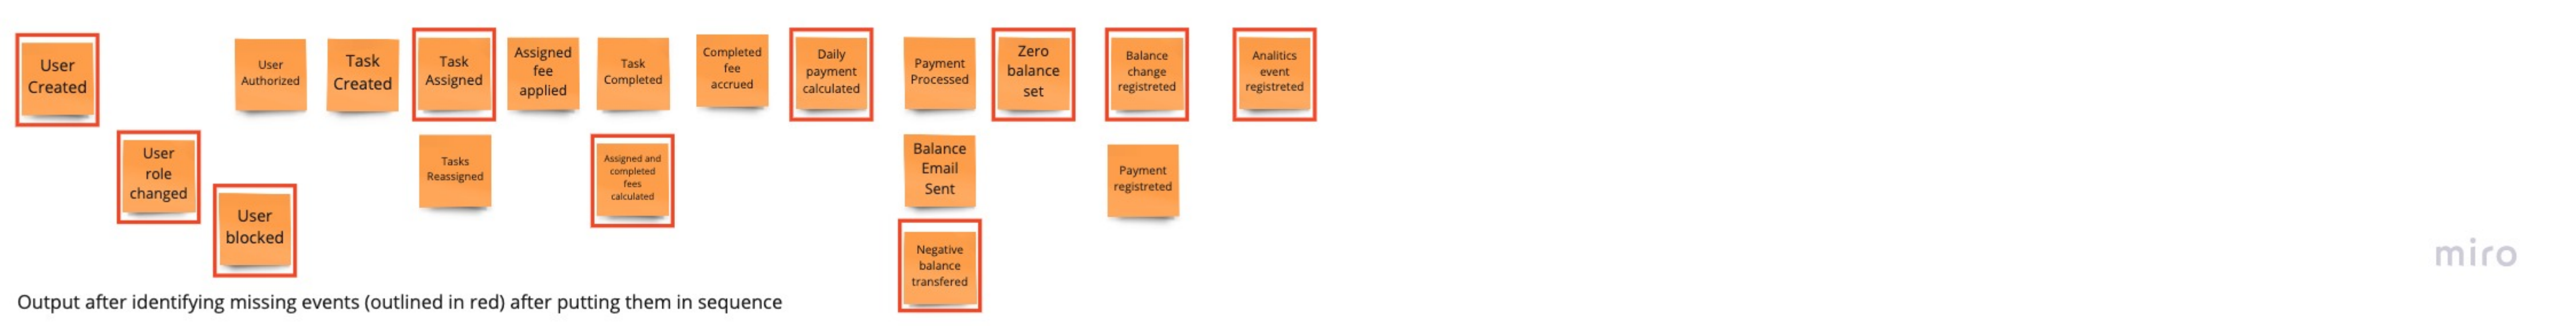 User
Created
User
role
changed
User
blocked
User
Authorized
Task
Created
Task
Assigned
Tasks
Reassigned
Assigned
fee
applied
Task
Completed
Assigned and
completed
fees
calculated
Completed
fee
accrued
Daily
payment
calculated
Payment
Processed
Balance
Email
Sent
Negative
balance
transfered
Zero
balance
set
Balance
change
registreted
Payment
registreted
Analitics
event
registreted
miro
Output after identifying missing events (outlined in red) after putting them in sequence